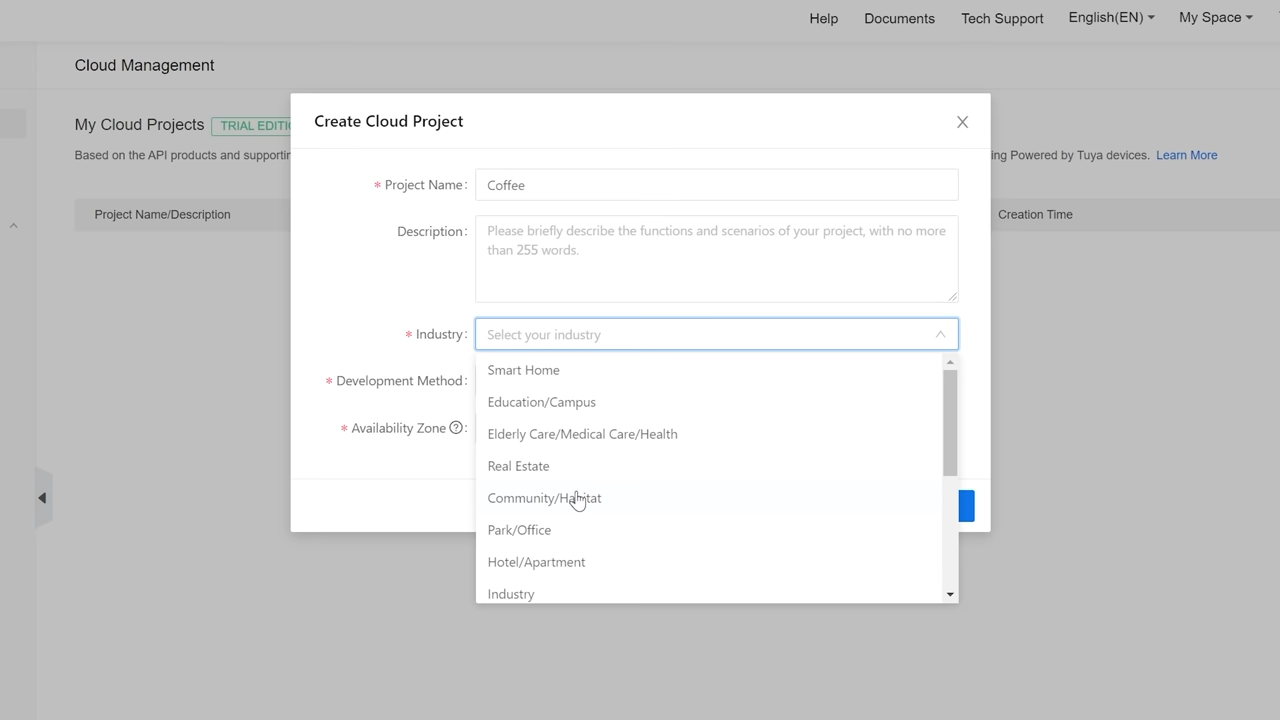 Help Documents Tech Support English(EN) My Space
Cloud Management
My Cloud Projects TRIAL EDITI
Based on the API products and supportin
ing Powered by Tuya devices. Learn More
Project Name/Description
Creation Time
Create Cloud Project
* Project Name: Coffee
Description: Please briefly describe the functions and scenarios of your project, with no more
than 255 words.
* Industry: Select your industry
Smart Home
* Development Method:
Education/Campus
* Availability Zone ?:
Elderly Care/Medical Care/Health
Real Estate
Community/Habitat
Park/Office
Hotel/Apartment
Industry